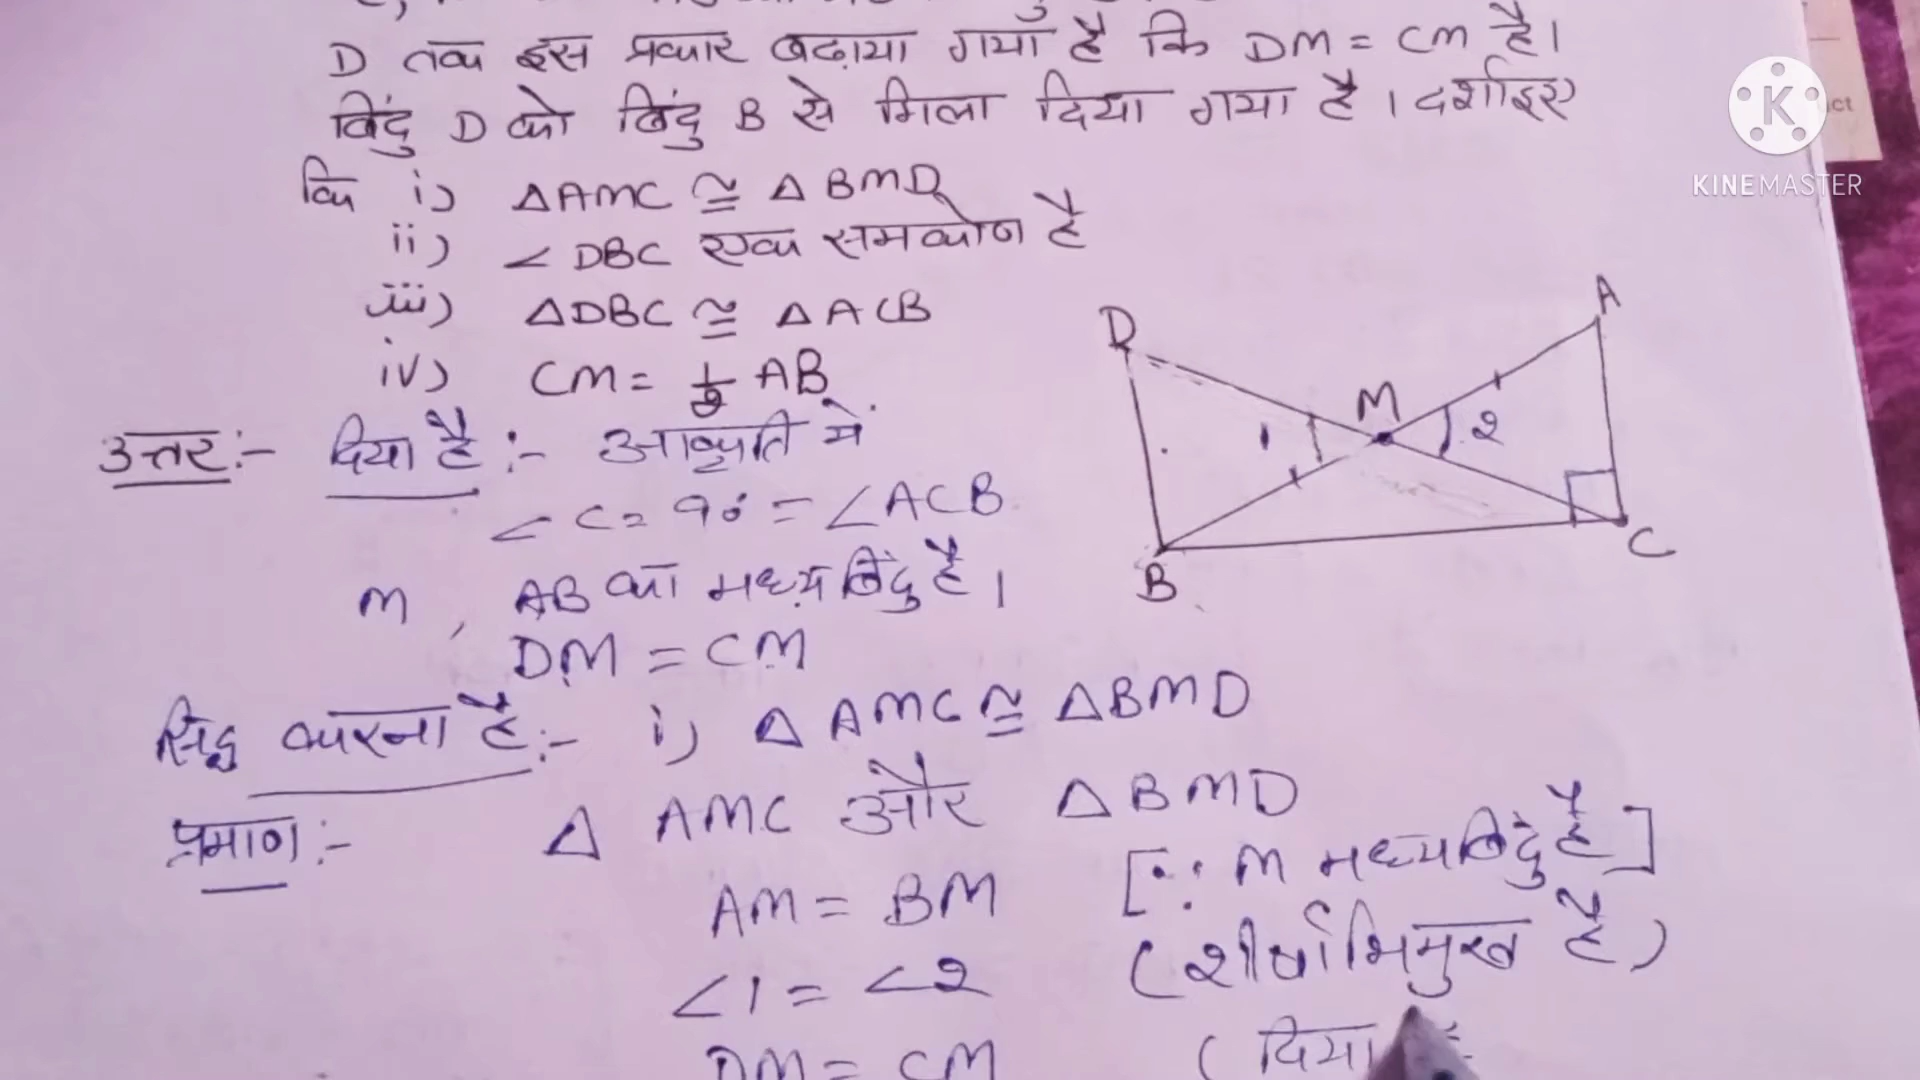 D तक इस प्रकार बढ़ाया गया है कि DM = CM है।
बिंदु D को बिंदु B से मिला दिया गया है। दर्शाइए
कि i) ΔAMC ≅ ΔBMD
ii) ∠DBC एक समकोण है
iii) ΔDBC ≅ ΔACB
iv) CM = 1/2 AB
उत्तर:- दिया है:- आकृति में
∠C = 90° = ∠ACB
M, AB का मध्य बिंदु है।
DM = CM
सिद्ध करना है:- i) ΔAMC ≅ ΔBMD
प्रमाण:- Δ AMC और ΔBMD
AM = BM [∵ M मध्य बिंदु है]
∠1 = ∠2 (शीर्षाभिमुख है)
DM = CM (दिया
D
A
M
1
2
B
C
K
KINEMASTER
ct